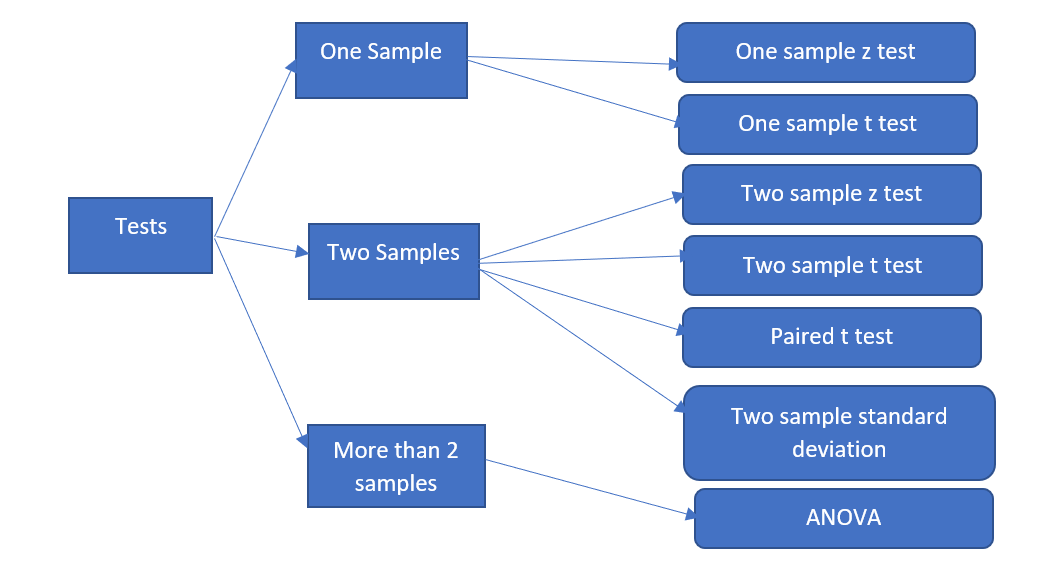 Tests
One Sample
Two Samples
More than 2
samples
One sample z test
One sample t test
Two sample z test
Two sample t test
Paired t test
Two sample standard
deviation
ANOVA